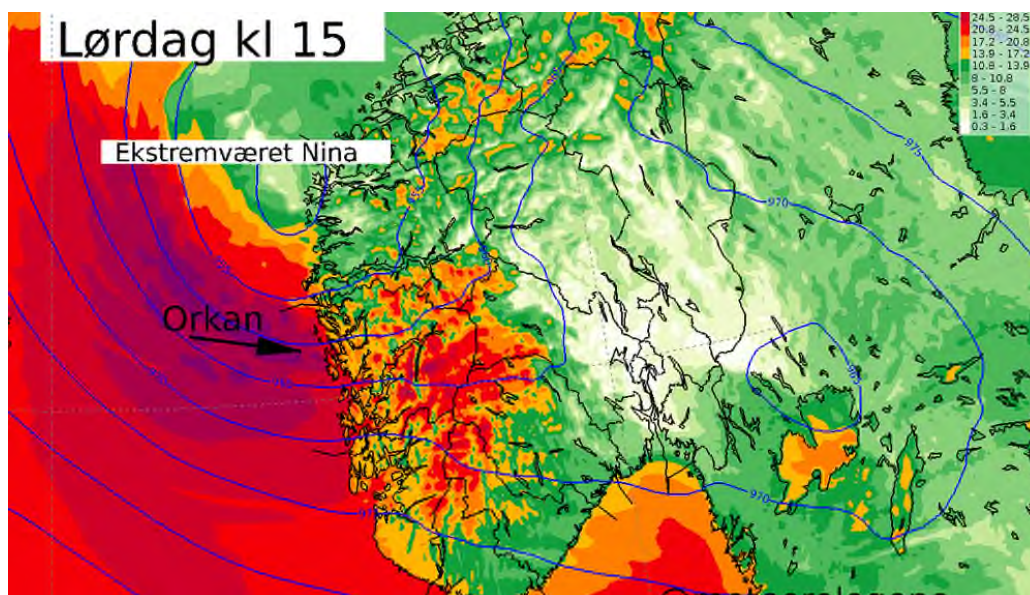 Lørdag kl 15
24.5 - 28.5
20.8 - 24.5
17.2 - 20.8
13.9 - 17.2
10.8 - 13.9
8 - 10.8
5.5 - 8
3.4 - 5.5
1.6 - 3.4
0.3 - 1.6
975
Ekstremværet Nina
970
955
Orkan
965
970